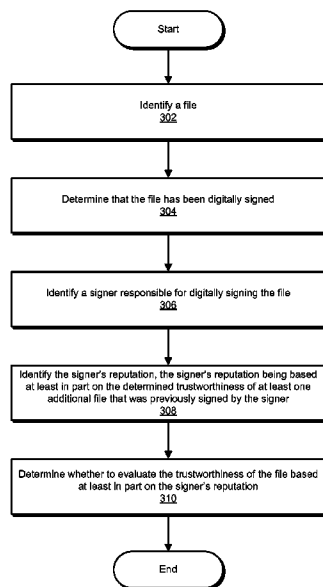 Start
Identify a file
302
Determine that the file has been digitally signed
304
Identify a signer responsible for digitally signing the file
306
Identify the signer's reputation, the signer's reputation being based
at least in part on the determined trustworthiness of at least one
additional file that was previously signed by the signer
308
Determine whether to evaluate the trustworthiness of the file based
at least in part on the signer's reputation
310
End